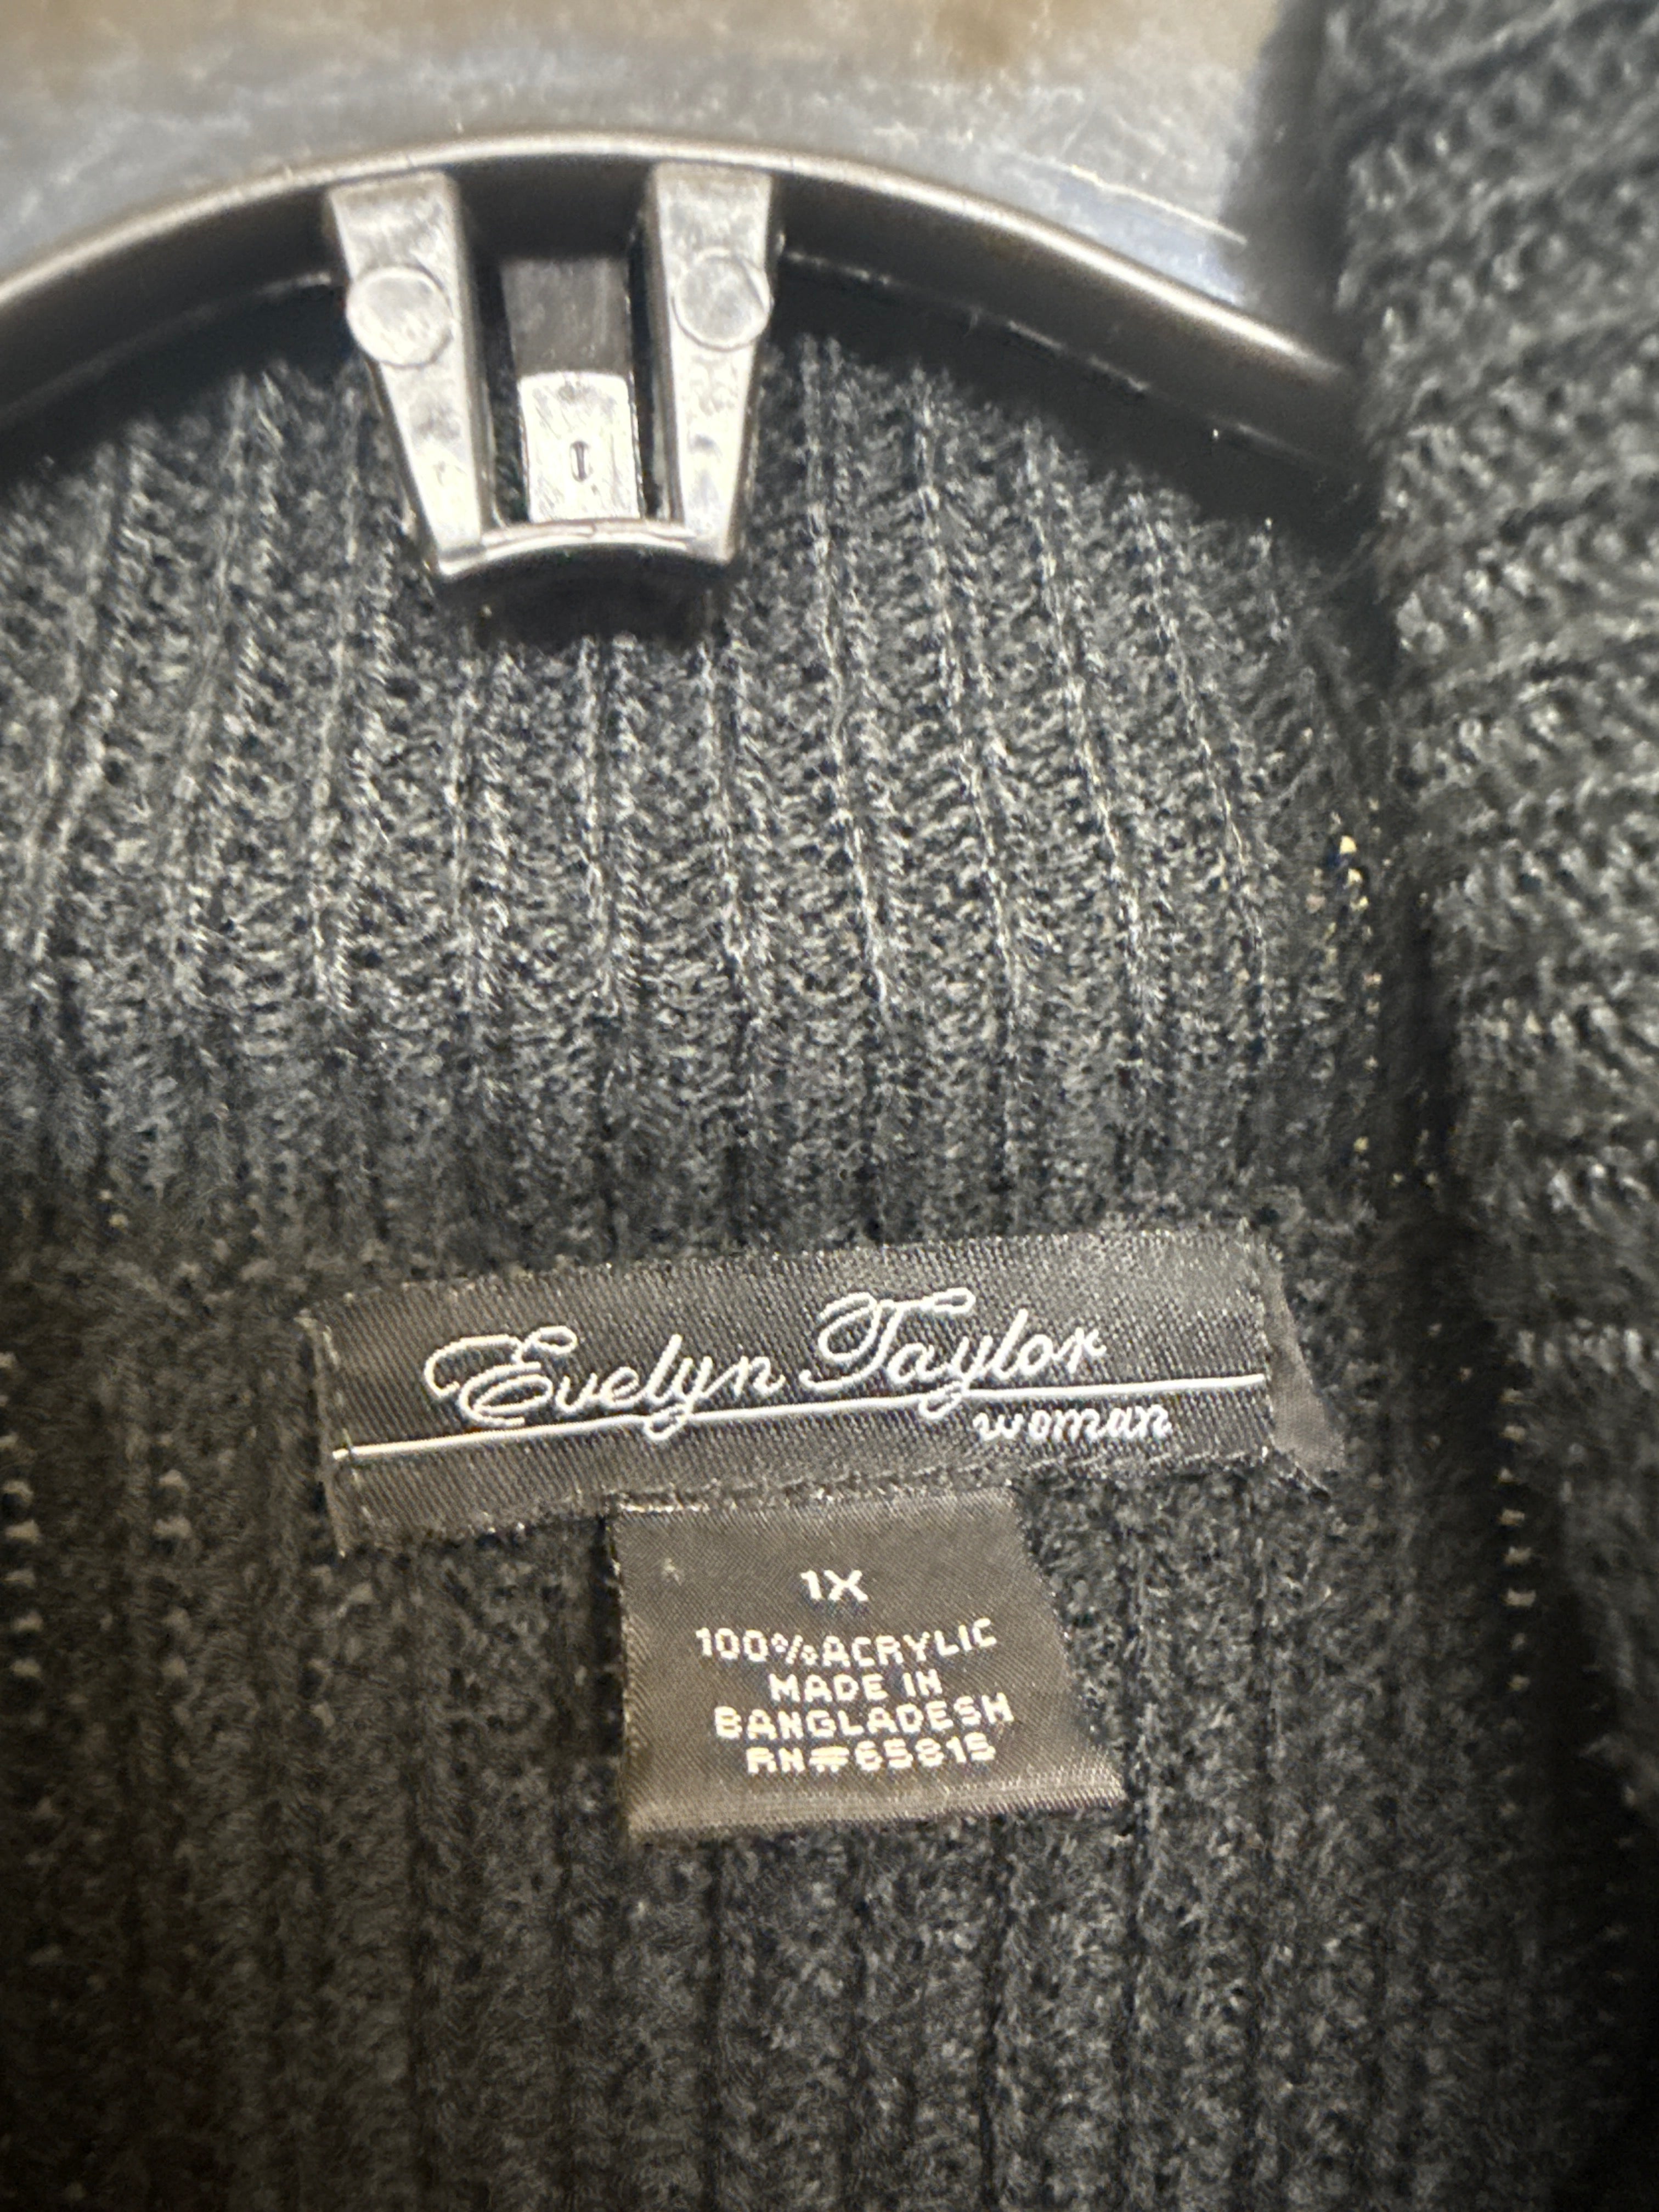 Evelyn Taylor
woman
1X
100%ACRYLIC
MADE IN
BANGLADESH
RN#65815